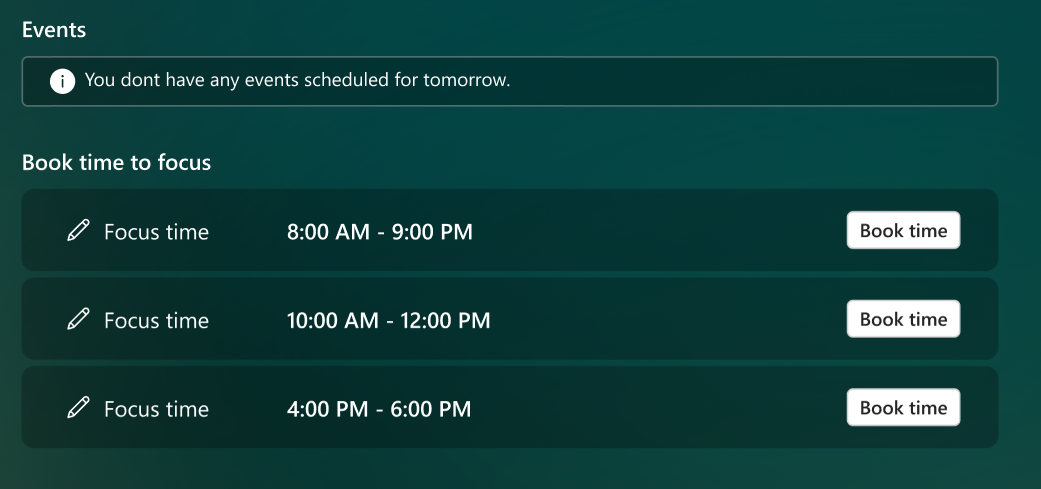 Events
You dont have any events scheduled for tomorrow.
Book time to focus
Focus time 8:00 AM - 9:00 PM Book time
Focus time 10:00 AM - 12:00 PM Book time
Focus time 4:00 PM - 6:00 PM Book time